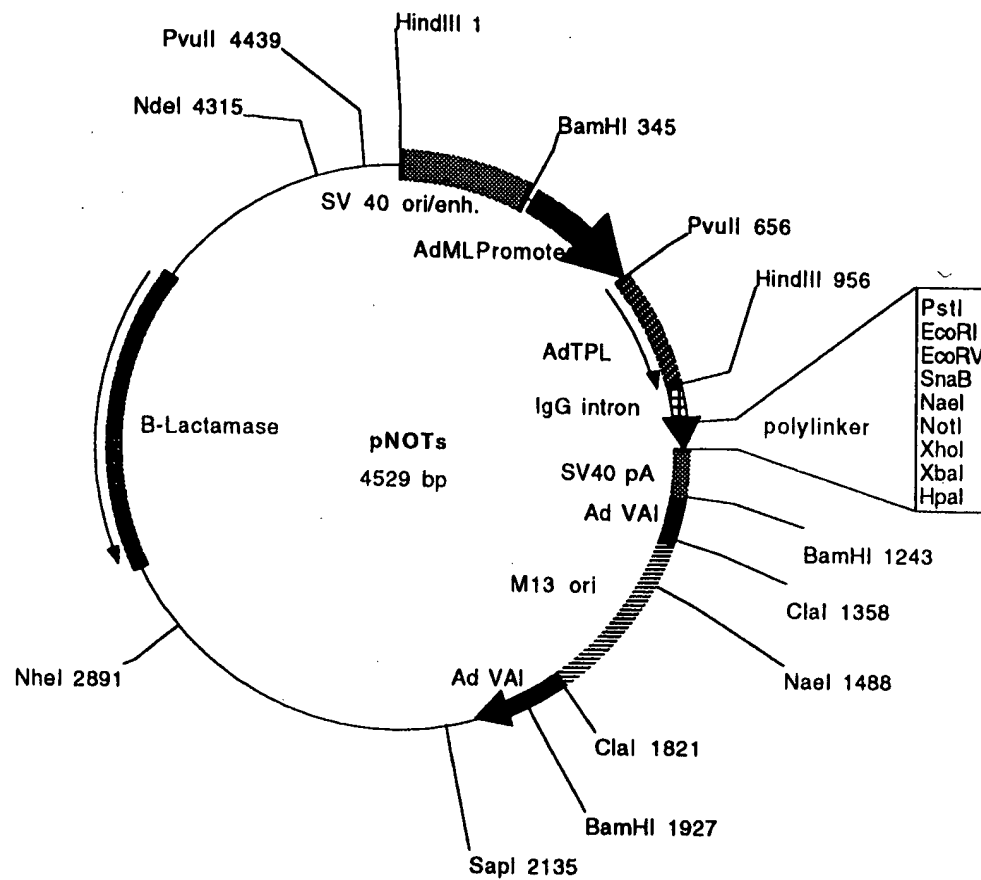 HindIII 1
PvuII 4439
NdeI 4315
BamHI 345
SV 40 ori/enh.
AdMLPromote
PvuII 656
HindIII 956
PstI
EcoRI
EcoRV
SnaB
NaeI
NotI
XhoI
XbaI
HpaI
AdTPL
IgG intron
polylinker
B-Lactamase
pNOTs
4529 bp
SV40 pA
Ad VAI
BamHI 1243
M13 ori
ClaI 1358
NheI 2891
Ad VAI
NaeI 1488
ClaI 1821
BamHI 1927
SapI 2135